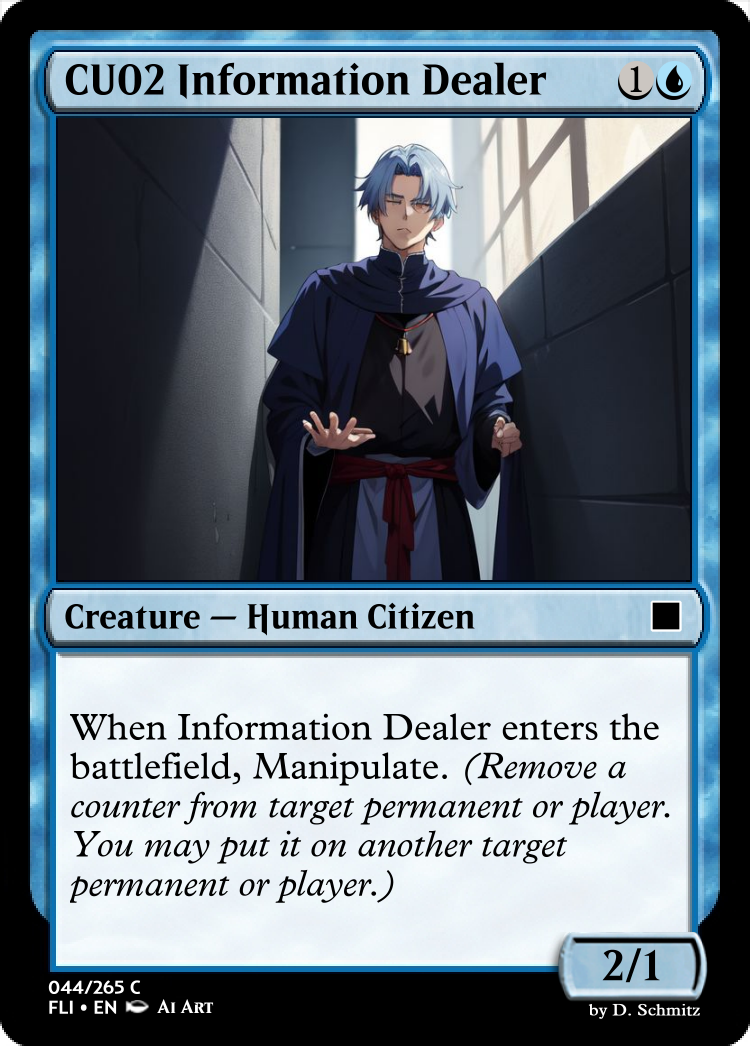 CU02 Information Dealer 1
Creature — Human Citizen
When Information Dealer enters the
battlefield, Manipulate. (Remove a
counter from target permanent or player.
You may put it on another target
permanent or player.)
2/1
044/265 C
FLI • EN AI ART
by D. Schmitz